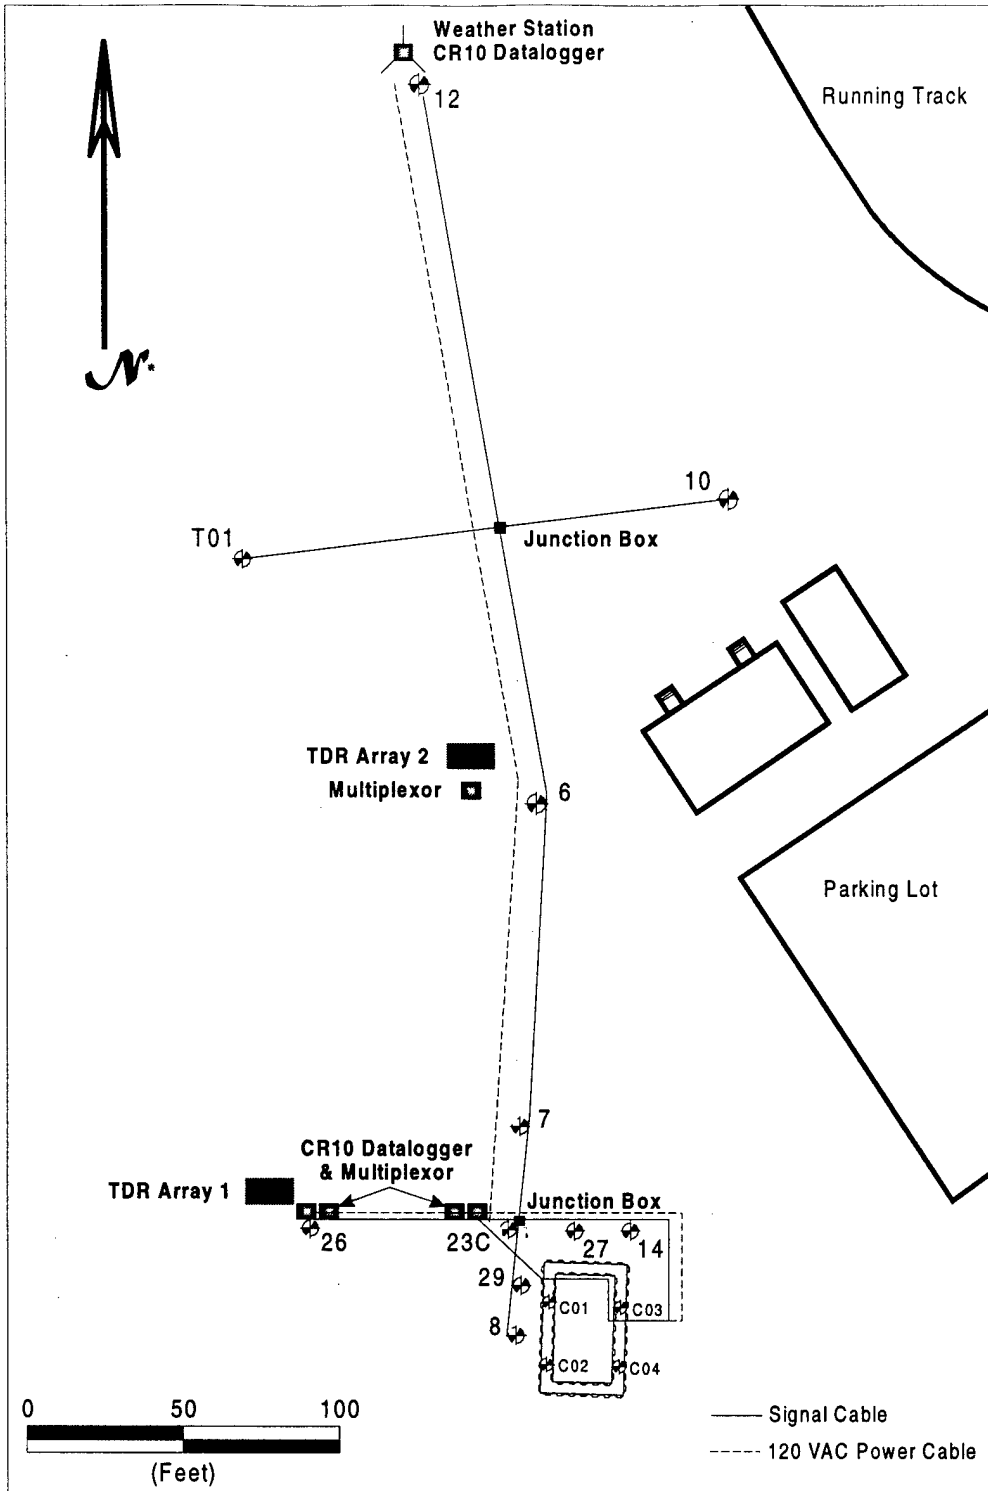 Weather Station
CR10 Datalogger
12
Running Track
N
10
T01
Junction Box
TDR Array 2
Multiplexor
6
Parking Lot
7
CR10 Datalogger
& Multiplexor
TDR Array 1
Junction Box
26
23C
27
14
29
C01
C03
8
C02
C04
0 50 100
(Feet)
Signal Cable
120 VAC Power Cable